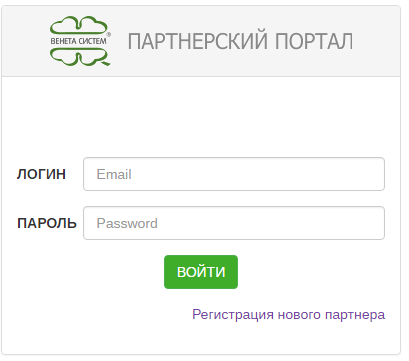 ВЕНЕТА СИСТЕМ®
ПАРТНЕРСКИЙ ПОРТАЛ
ЛОГИН Email
ПАРОЛЬ Password
ВОЙТИ
Регистрация нового партнера